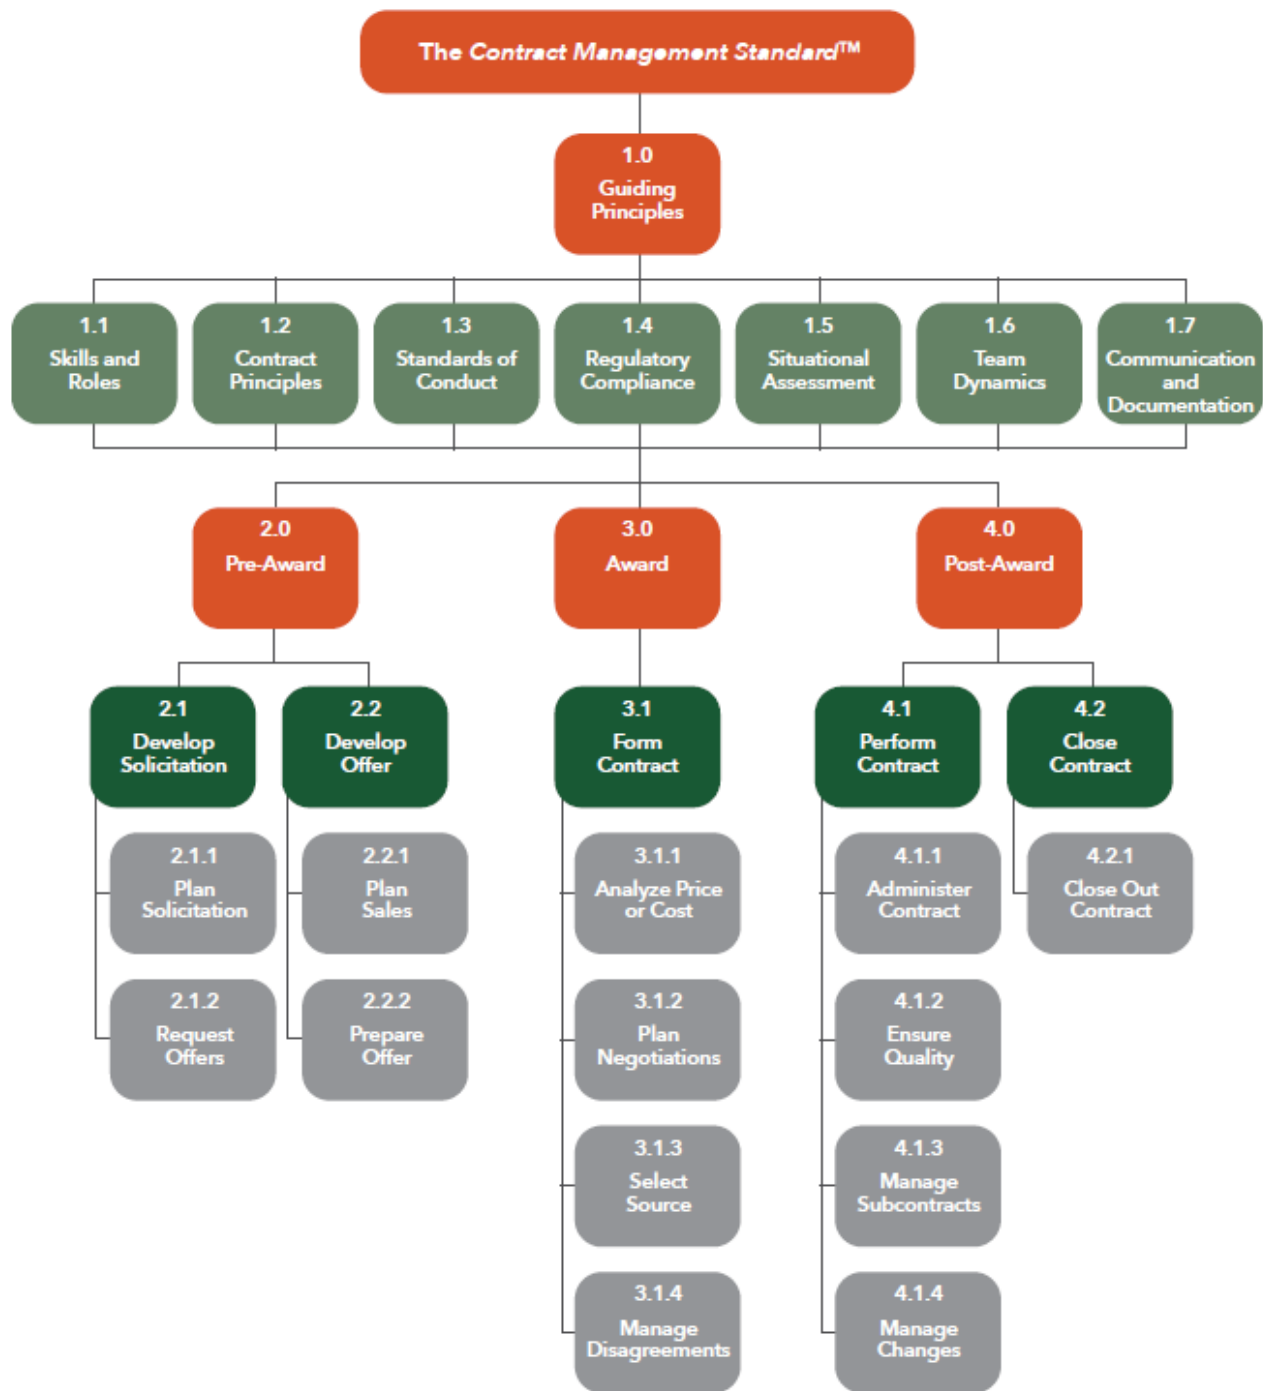 The Contract Management Standard™
1.0
Guiding
Principles
1.1
Skills and
Roles
1.2
Contract
Principles
1.3
Standards of
Conduct
1.4
Regulatory
Compliance
1.5
Situational
Assessment
1.6
Team
Dynamics
1.7
Communication
and
Documentation
2.0
Pre-Award
3.0
Award
4.0
Post-Award
2.1
Develop
Solicitation
2.2
Develop
Offer
3.1
Form
Contract
4.1
Perform
Contract
4.2
Close
Contract
2.1.1
Plan
Solicitation
2.2.1
Plan
Sales
3.1.1
Analyze Price
or Cost
4.1.1
Administer
Contract
4.2.1
Close Out
Contract
2.1.2
Request
Offers
2.2.2
Prepare
Offer
3.1.2
Plan
Negotiations
4.1.2
Ensure
Quality
3.1.3
Select
Source
4.1.3
Manage
Subcontracts
3.1.4
Manage
Disagreements
4.1.4
Manage
Changes